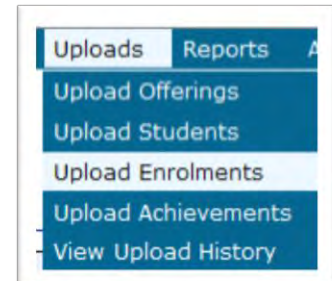 Uploads Reports A
Upload Offerings
Upload Students
Upload Enrolments
Upload Achievements
View Upload History